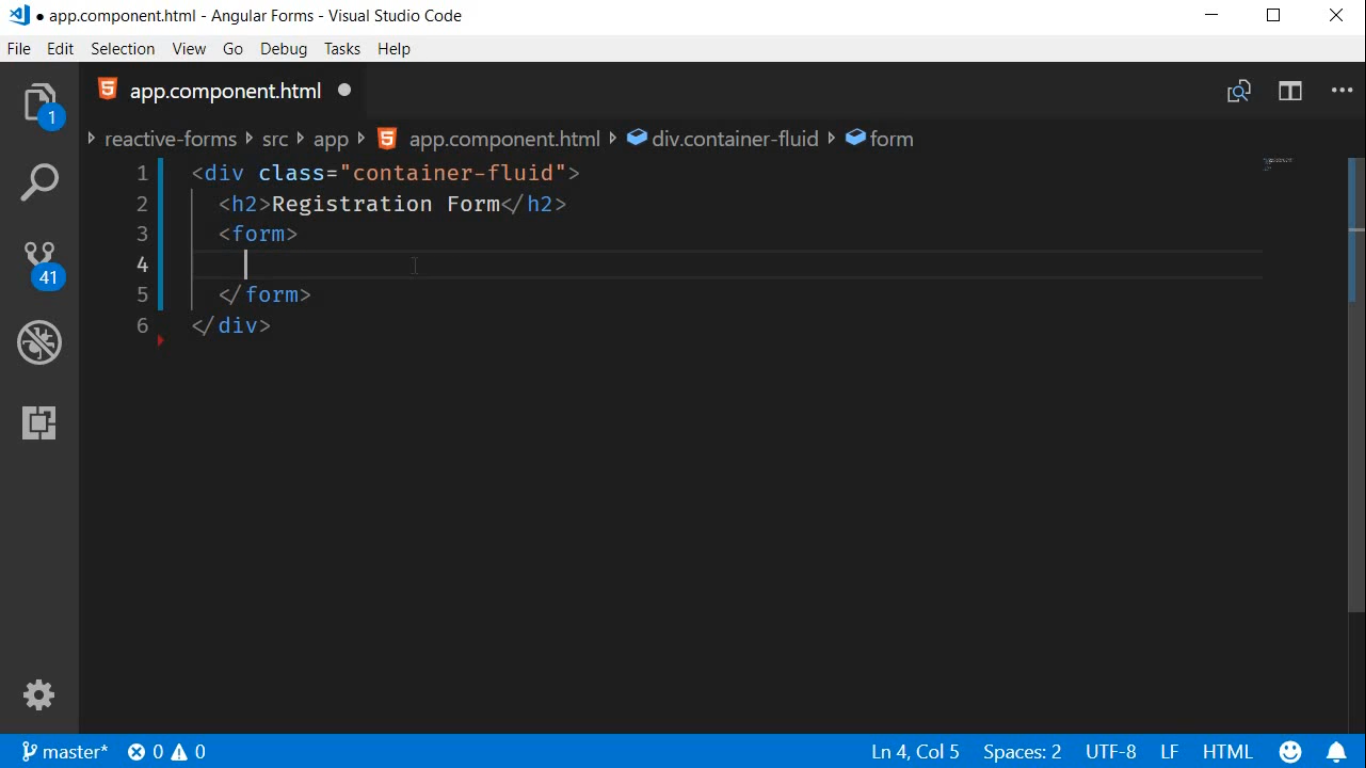 ● app.component.html - Angular Forms - Visual Studio Code
File Edit Selection View Go Debug Tasks Help
app.component.html
reactive-forms src app app.component.html div.container-fluid form
1 <div class="container-fluid">
2 <h2>Registration Form</h2>
3 <form>
4
5 </form>
6 </div>
1
41
master* 0 0 Ln 4, Col 5 Spaces: 2 UTF-8 LF HTML